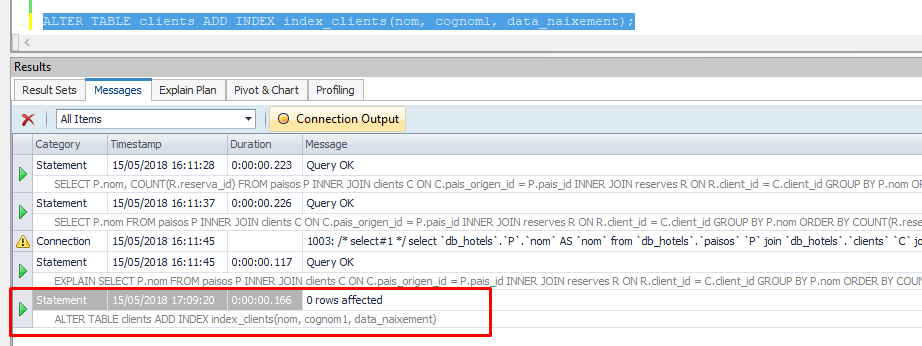 ALTER TABLE clients ADD INDEX index_clients(nom, cognom1, data_naixement);
Results
Result Sets Messages Explain Plan Pivot & Chart Profiling
All Items Connection Output
Category Timestamp Duration Message
Statement 15/05/2018 16:11:28 0:00:00.223 Query OK
SELECT P.nom, COUNT(R.reserva_id) FROM paisos P INNER JOIN clients C ON C.pais_origen_id = P.pais_id INNER JOIN reserves R ON R.client_id = C.client_id GROUP BY P.nom OR
Statement 15/05/2018 16:11:37 0:00:00.226 Query OK
SELECT P.nom FROM paisos P INNER JOIN clients C ON C.pais_origen_id = P.pais_id INNER JOIN reserves R ON R.client_id = C.client_id GROUP BY P.nom ORDER BY COUNT(R.reserv
Connection 15/05/2018 16:11:45 1003: /* select#1 */ select `db_hotels`.`P`.`nom` AS `nom` from `db_hotels`.`paisos` `P` join `db_hotels`.`clients` `C` jo
Statement 15/05/2018 16:11:45 0:00:00.117 Query OK
EXPLAIN SELECT P.nom FROM paisos P INNER JOIN clients C ON C.pais_origen_id = P.pais_id INNER JOIN reserves R ON R.client_id = C.client_id GROUP BY P.nom ORDER BY COUNT
Statement 15/05/2018 17:09:20 0:00:00.166 0 rows affected
ALTER TABLE clients ADD INDEX index_clients(nom, cognom1, data_naixement)